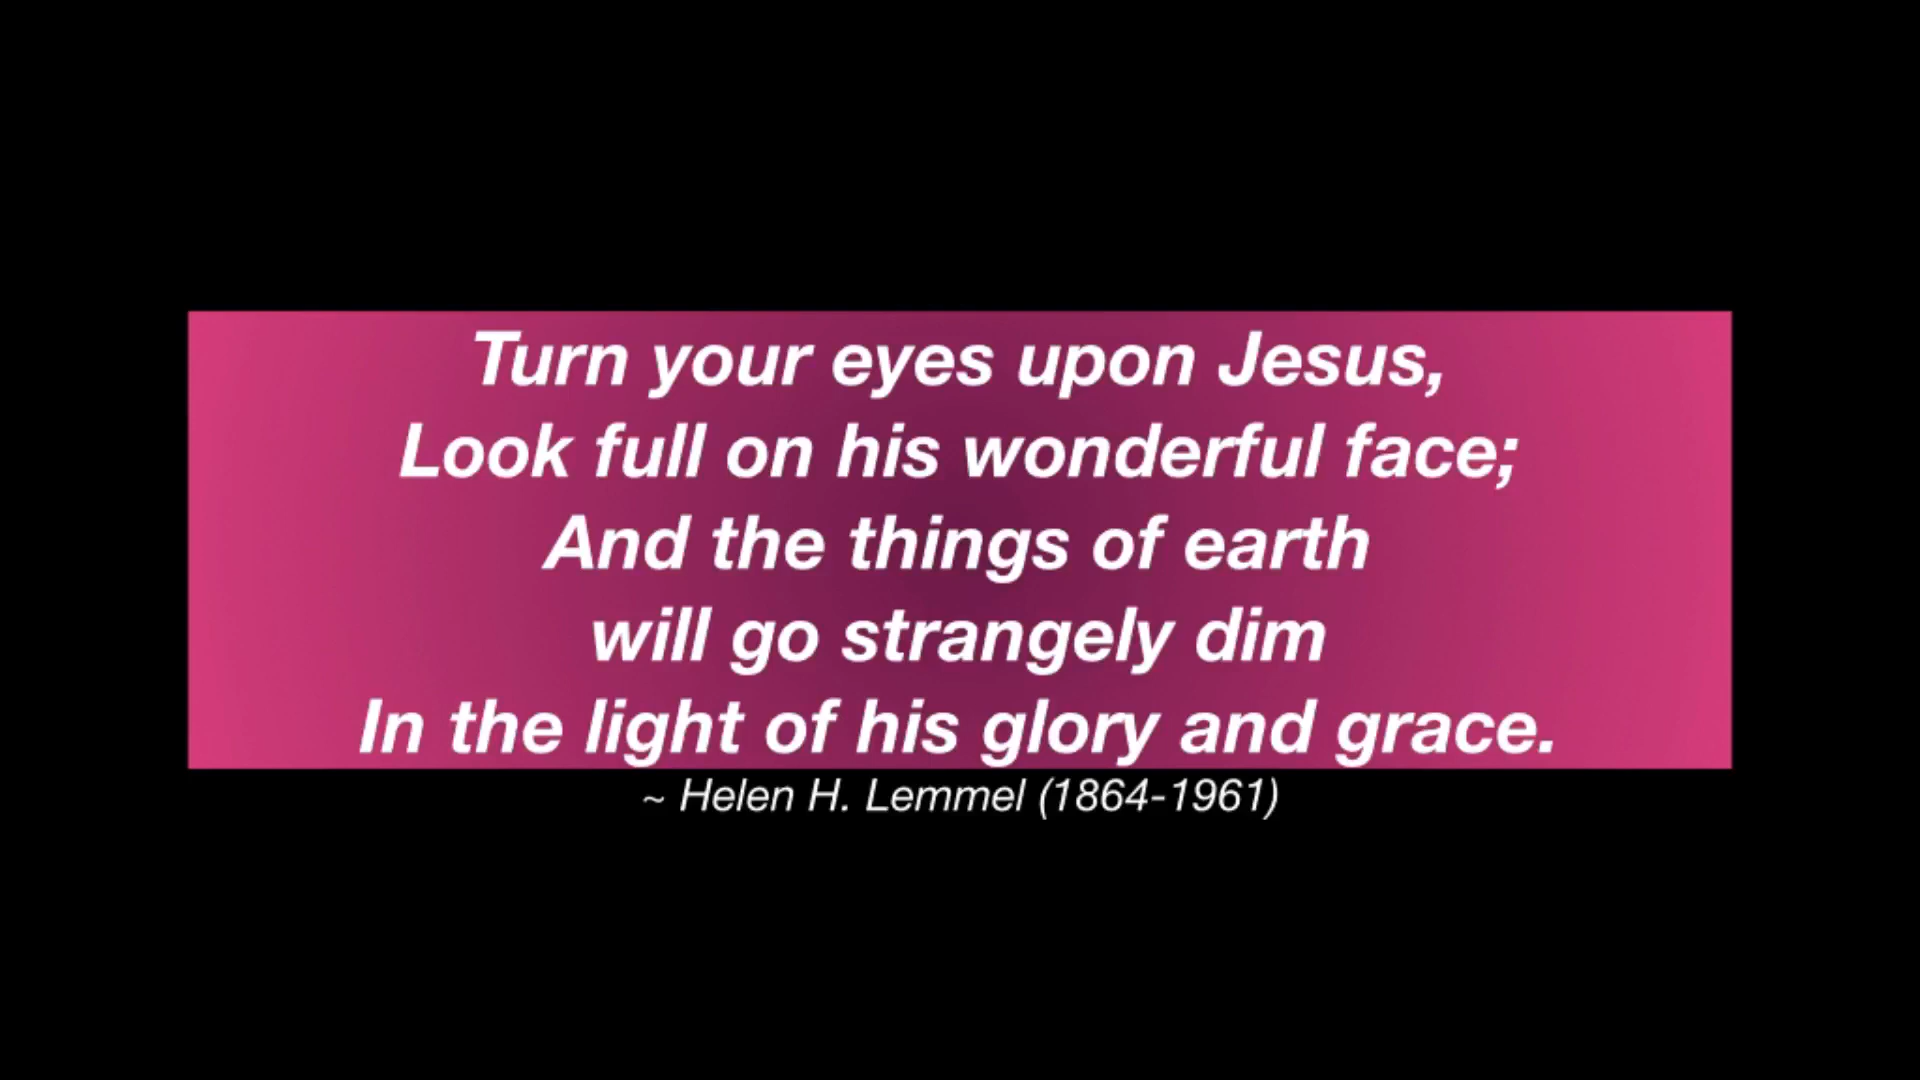 Turn your eyes upon Jesus,
Look full on his wonderful face;
And the things of earth
will go strangely dim
In the light of his glory and grace.
~ Helen H. Lemmel (1864-1961)